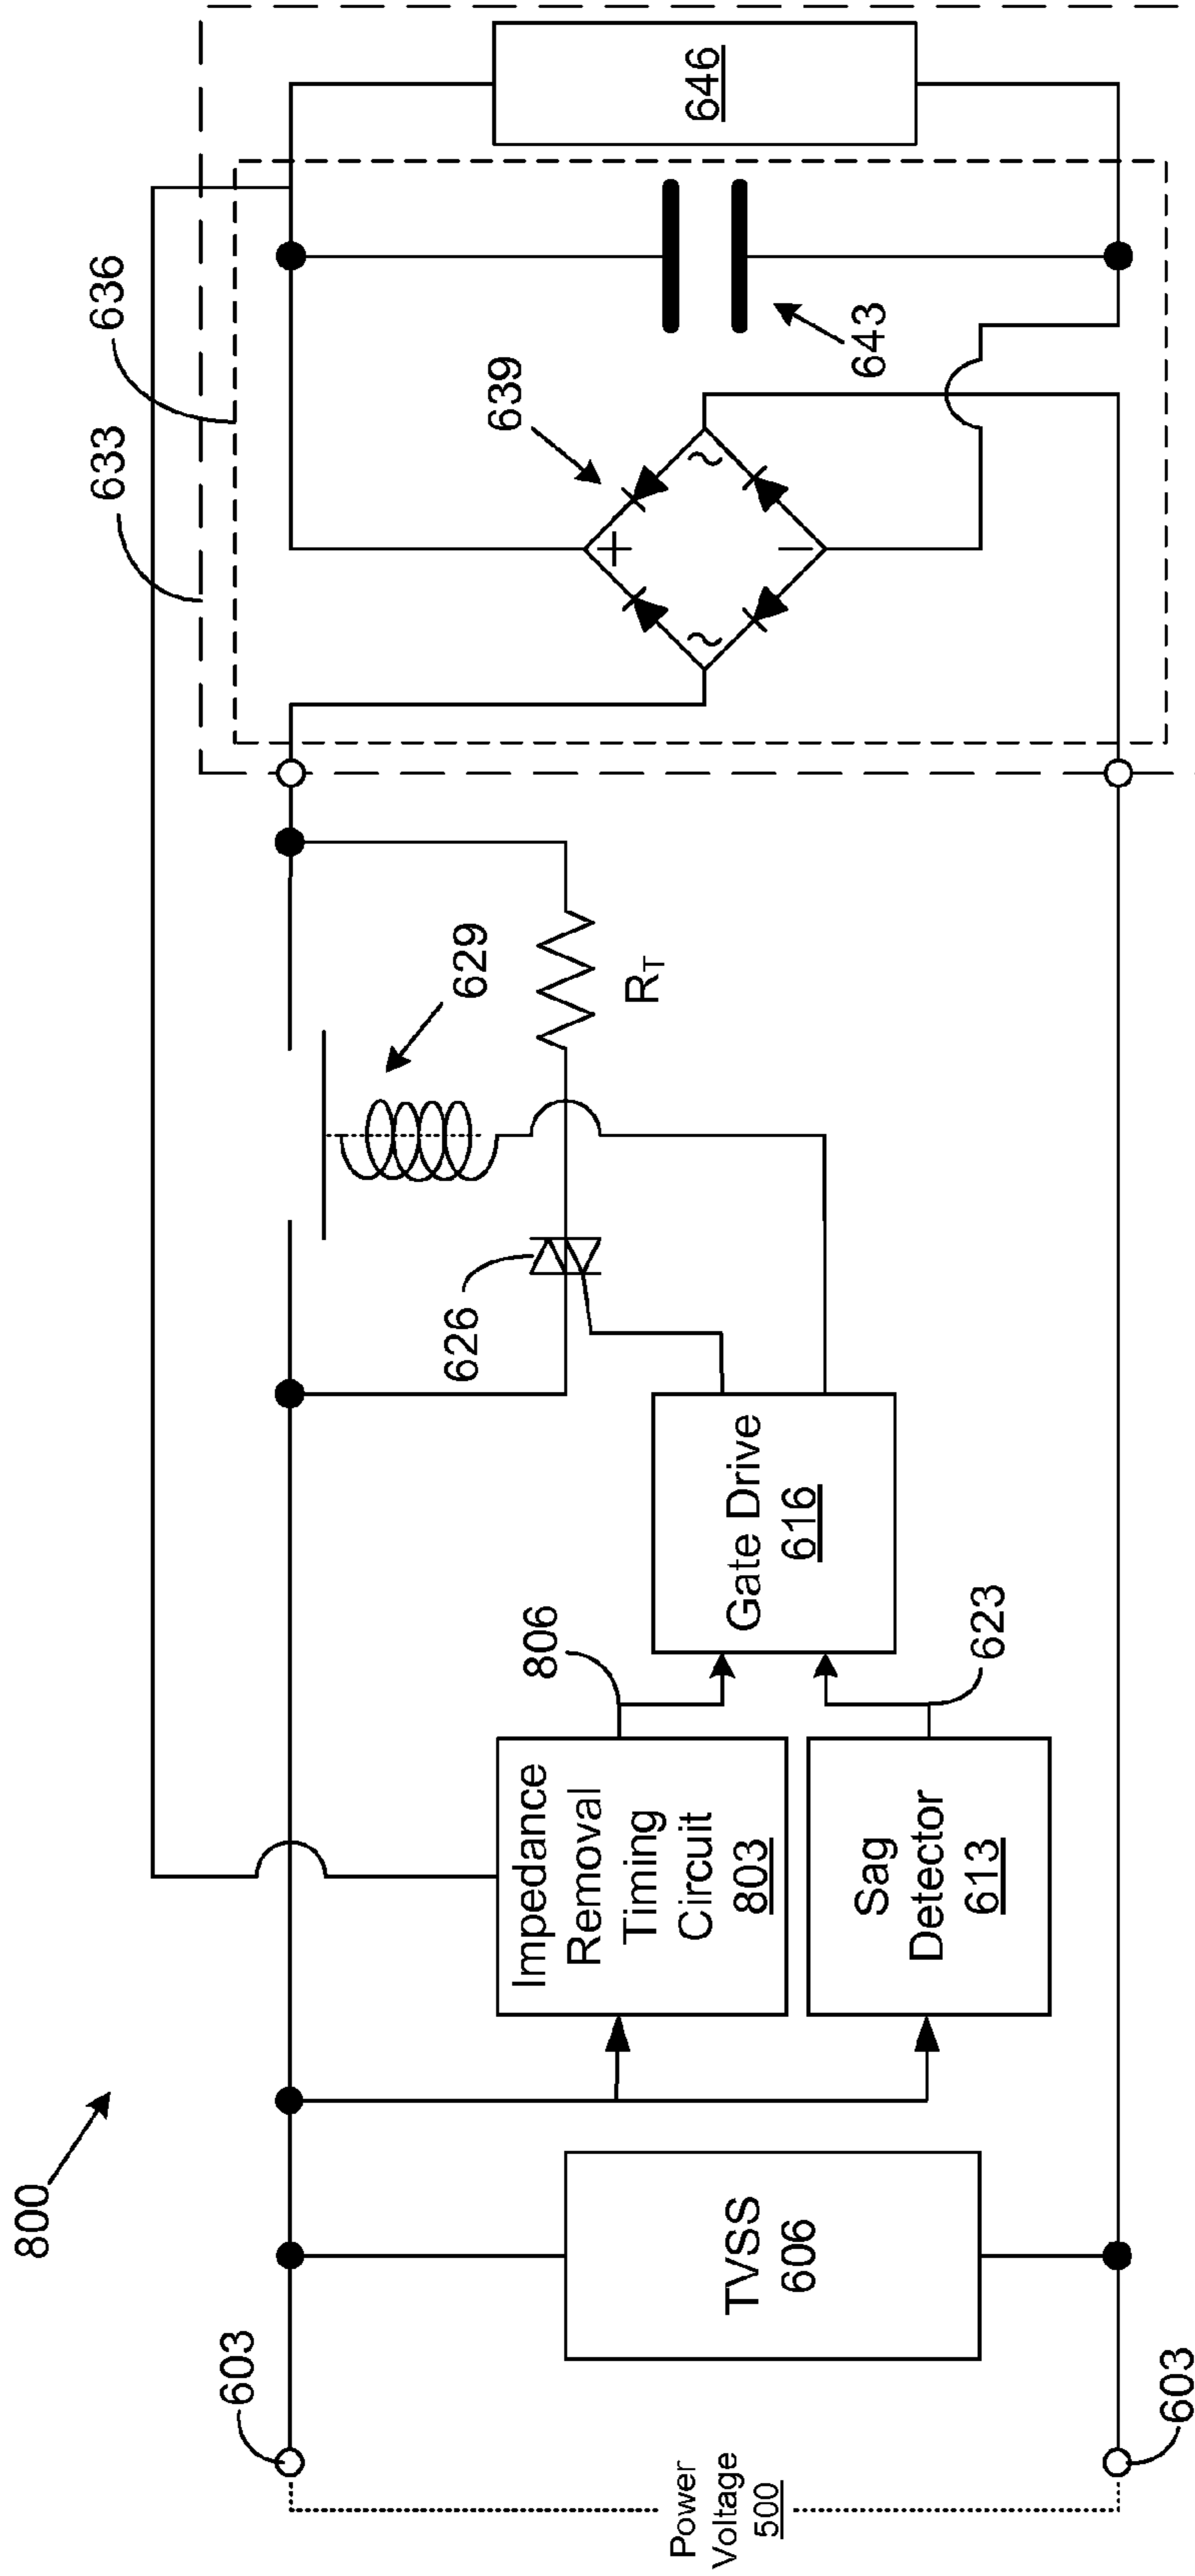 800
603
Power
Voltage
500
603
TVSS
606
Impedance
Removal
Timing
Circuit
803
Sag
Detector
613
806
623
Gate Drive
616
626
629
RT
633
636
639
+
~
~
−
643
646